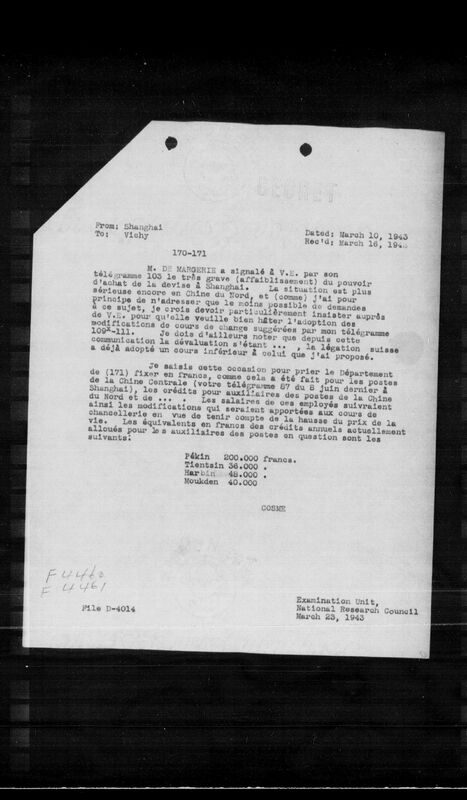 From: Shanghai
To: Vichy
Dated: March 10, 1943
Rec'd: March 16, 1943
170-171
M. DE MARGERIE a signalé à V.E. par son
télégramme 103 le très grave (affaiblissement) du pouvoir
d'achat de la devise à Shanghai. La situation est plus
sérieuse encore en Chine du Nord, et (comme) j'ai pour
principe de n'adresser que le moins possible de demandes
à ce sujet, je crois devoir particulièrement insister auprès
de V.E. pour qu'elle veuille bien hâter l'adoption des
modifications de cours de change suggérées par mon télégramme
109x-111. Je dois d'ailleurs noter que depuis cette
communication la dévaluation s'étant ... , la légation suisse
a déjà adopté un cours inférieur à celui que j'ai proposé.
Je saisis cette occasion pour prier le Département
de (171) fixer en francs, comme cela a été fait pour les postes
de la Chine Centrale (votre télégramme 87 du 8 juin dernier à
Shanghai), les crédits pour auxiliaires des postes de la Chine
du Nord et de ... Les salaires de ces employés suivraient
ainsi les modifications qui seraient apportées aux cours de
chancellerie en vue de tenir compte de la hausse du prix de la
vie. Les équivalents en francs des crédits annuels actuellement
alloués pour les auxiliaires des postes en question sont les
suivants:
Pékin 200.000 francs.
Tientsin 36.000 .
Harbin 48.000 .
Moukden 40.000
COSME
F 4460
F 4461
File D-4014
Examination Unit,
National Research Council
March 23, 1943